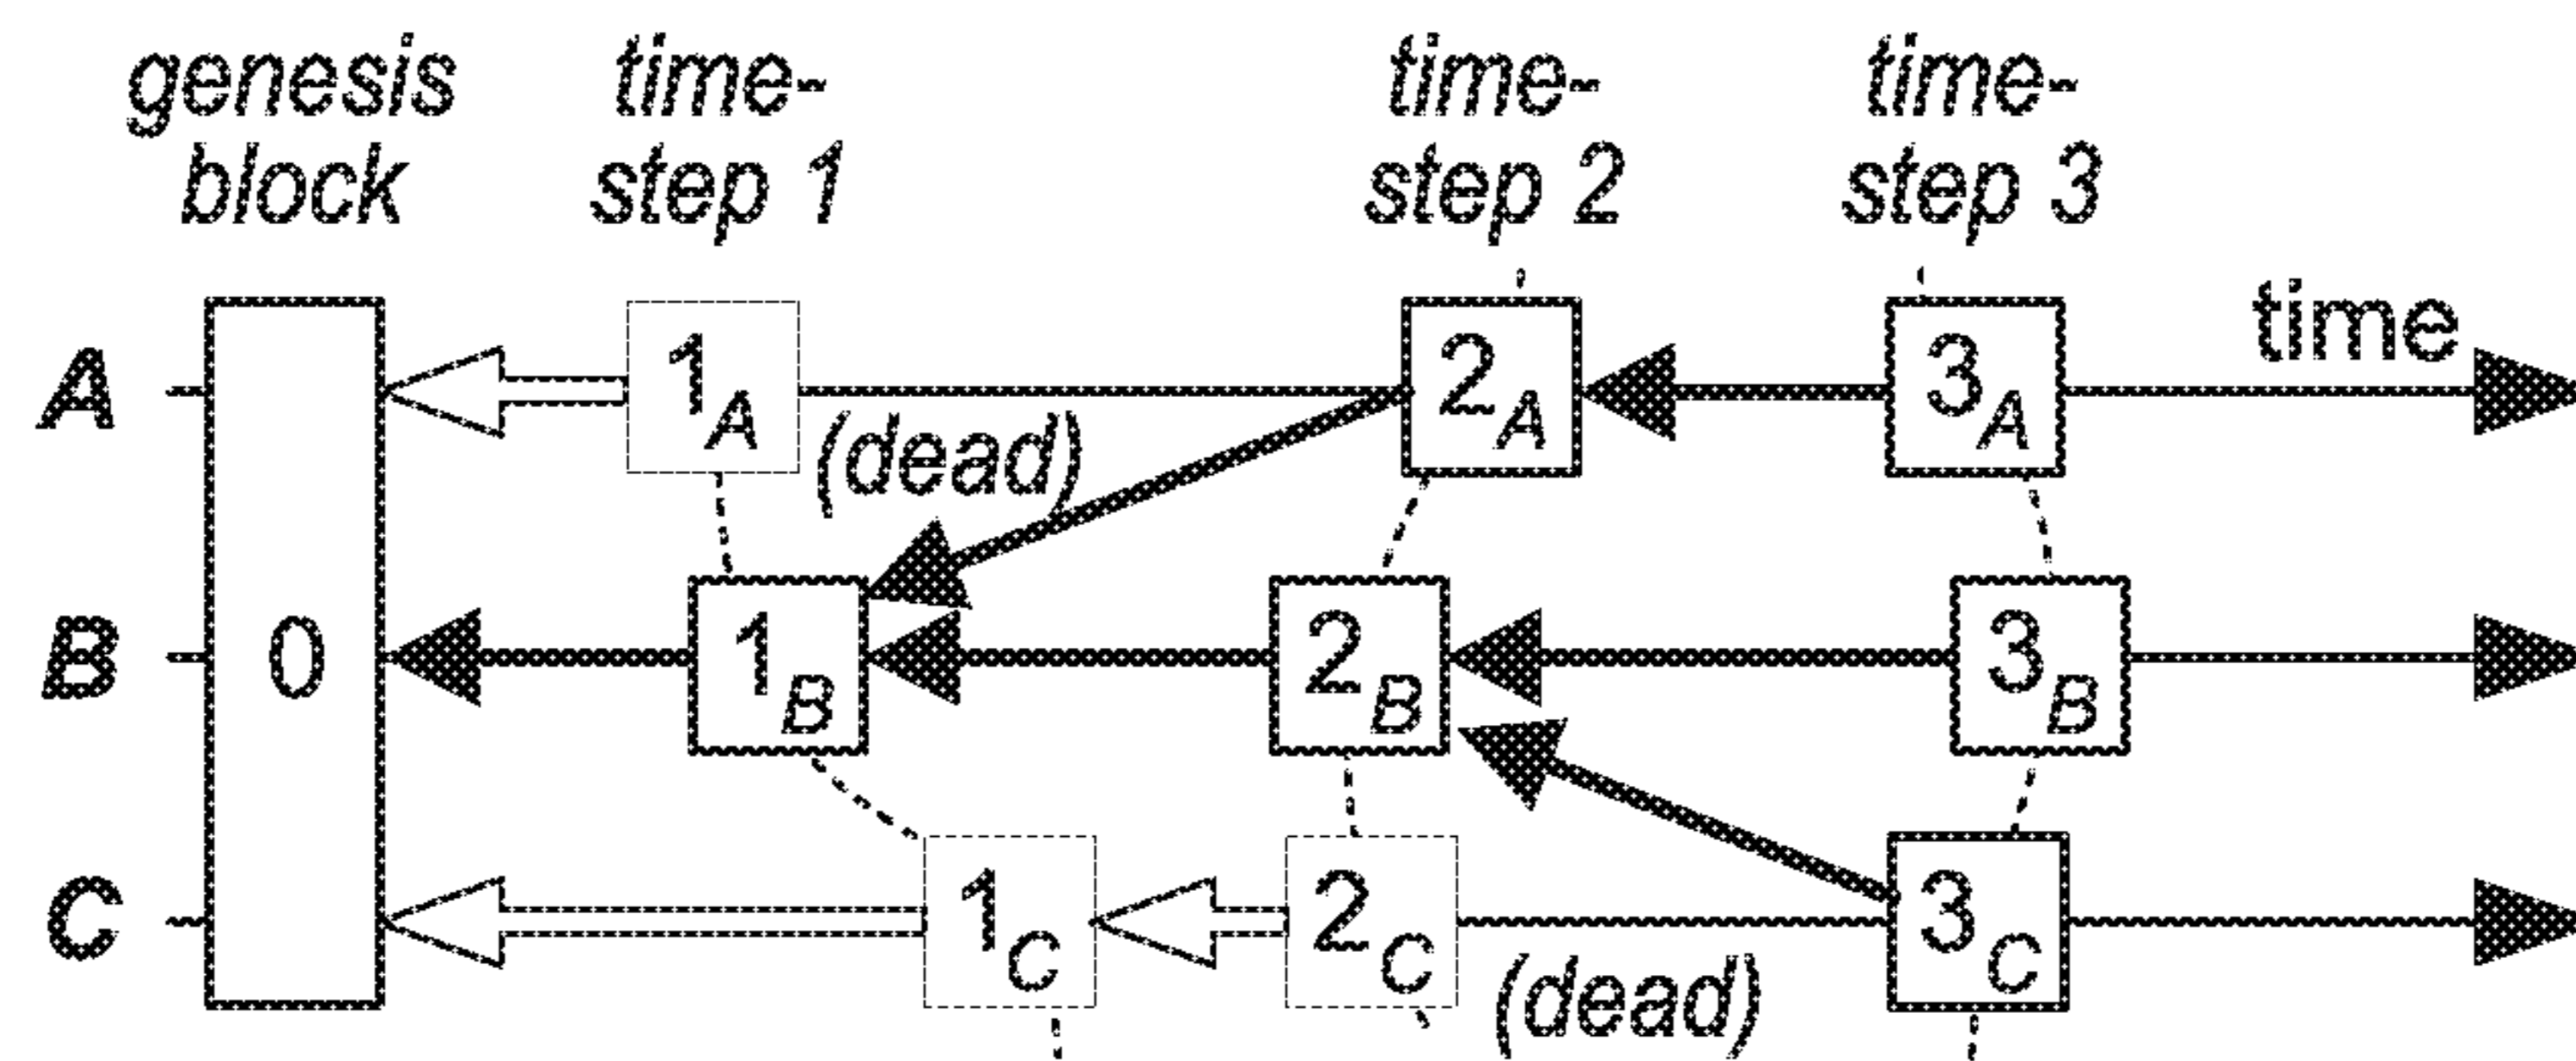 genesis block
time-step 1
time-step 2
time-step 3
time
A
1A
(dead)
2A
3A
B
0
1B
2B
3B
C
1C
2C
(dead)
3C